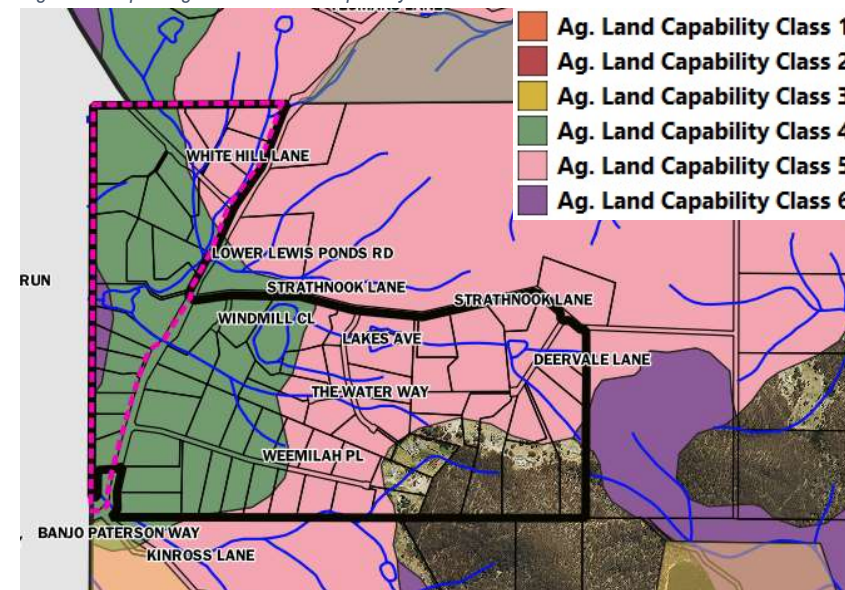 YEOMANS LANE
Ag. Land Capability Class 1
Ag. Land Capability Class 2
Ag. Land Capability Class 3
Ag. Land Capability Class 4
Ag. Land Capability Class 5
Ag. Land Capability Class 6
WHITE HILL LANE
LOWER LEWIS PONDS RD
RUN
STRATHNOOK LANE
STRATHNOOK LANE
WINDMILL CL
LAKES AVE
DEERVALE LANE
THE WATER WAY
WEEMILAH PL
BANJO PATERSON WAY
KINROSS LANE